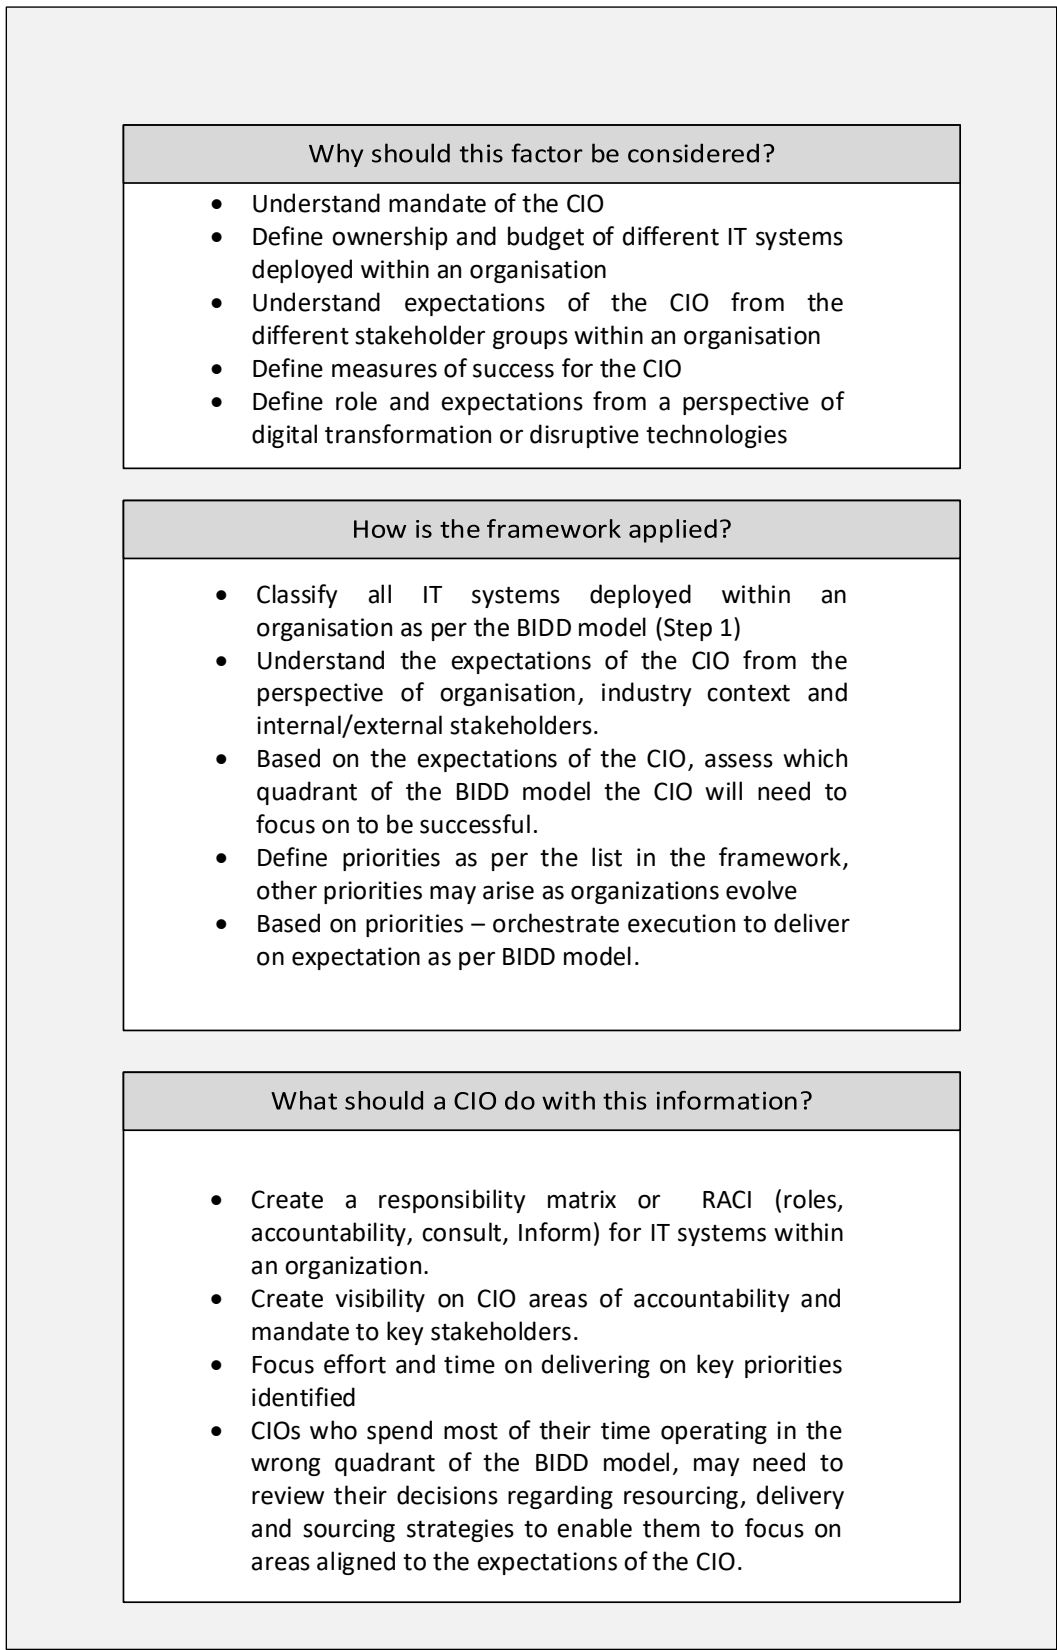 Why should this factor be considered?
• Understand mandate of the CIO
• Define ownership and budget of different IT systems
deployed within an organisation
• Understand expectations of the CIO from the
different stakeholder groups within an organisation
• Define measures of success for the CIO
• Define role and expectations from a perspective of
digital transformation or disruptive technologies
How is the framework applied?
• Classify all IT systems deployed within an
organisation as per the BIDD model (Step 1)
• Understand the expectations of the CIO from the
perspective of organisation, industry context and
internal/external stakeholders.
• Based on the expectations of the CIO, assess which
quadrant of the BIDD model the CIO will need to
focus on to be successful.
• Define priorities as per the list in the framework,
other priorities may arise as organizations evolve
• Based on priorities – orchestrate execution to deliver
on expectation as per BIDD model.
What should a CIO do with this information?
• Create a responsibility matrix or RACI (roles,
accountability, consult, Inform) for IT systems within
an organization.
• Create visibility on CIO areas of accountability and
mandate to key stakeholders.
• Focus effort and time on delivering on key priorities
identified
• CIOs who spend most of their time operating in the
wrong quadrant of the BIDD model, may need to
review their decisions regarding resourcing, delivery
and sourcing strategies to enable them to focus on
areas aligned to the expectations of the CIO.